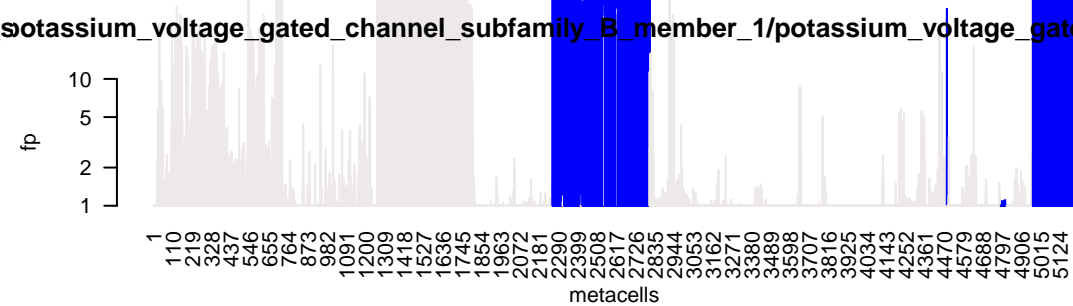 spotassium_voltage_gated_channel_subfamily_B_member_1/potassium_voltage_gate
10
5
2
1
fp
1 110 219 328 437 546 655 764 873 982 1091 1200 1309 1418 1527 1636 1745 1854 1963 2072 2181 2290 2399 2508 2617 2726 2835 2944 3053 3162 3271 3380 3489 3598 3707 3816 3925 4034 4143 4252 4361 4470 4579 4688 4797 4906 5015 5124
metacells